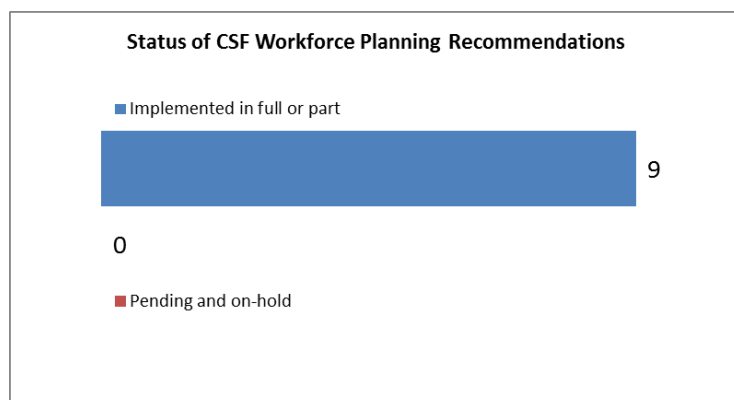 Status of CSF Workforce Planning Recommendations
Implemented in full or part
9
0
Pending and on-hold